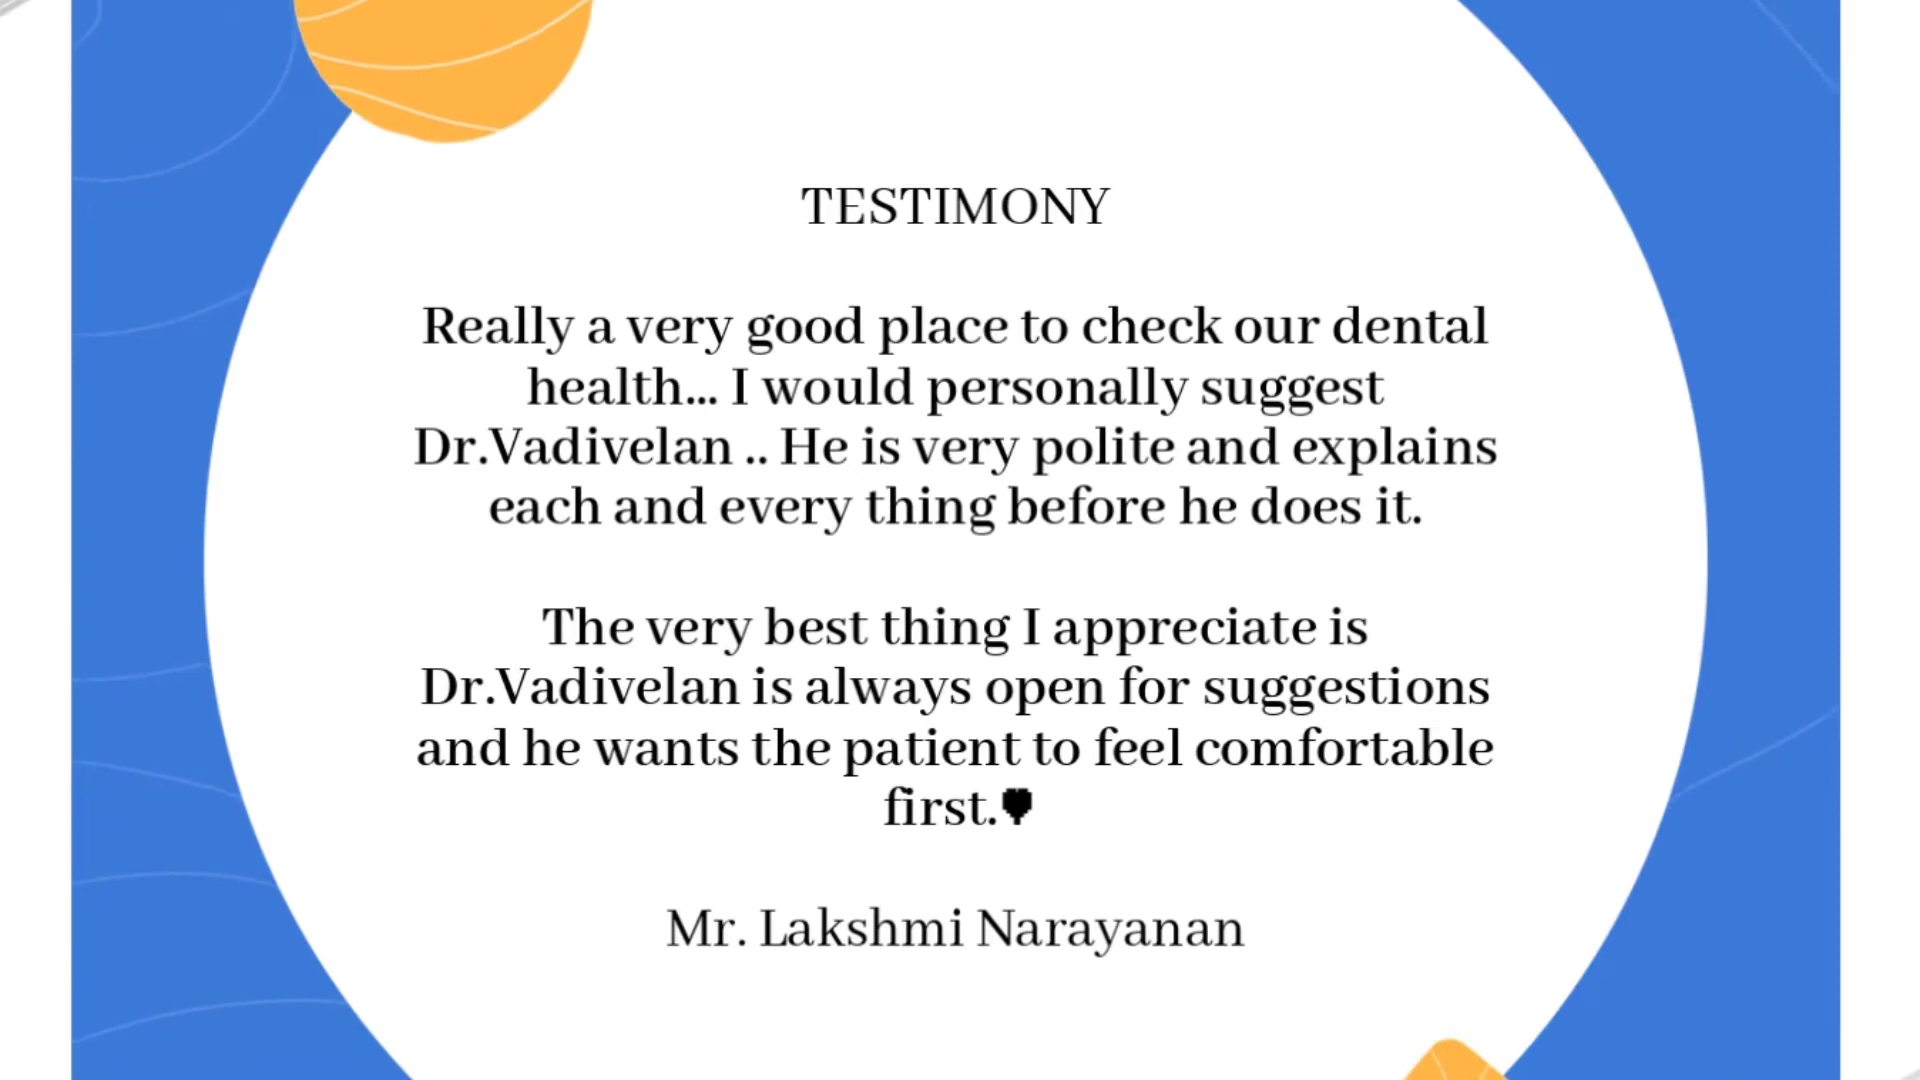 TESTIMONY
Really a very good place to check our dental
health... I would personally suggest
Dr.Vadivelan .. He is very polite and explains
each and every thing before he does it.
The very best thing I appreciate is
Dr.Vadivelan is always open for suggestions
and he wants the patient to feel comfortable
first.🖤
Mr. Lakshmi Narayanan